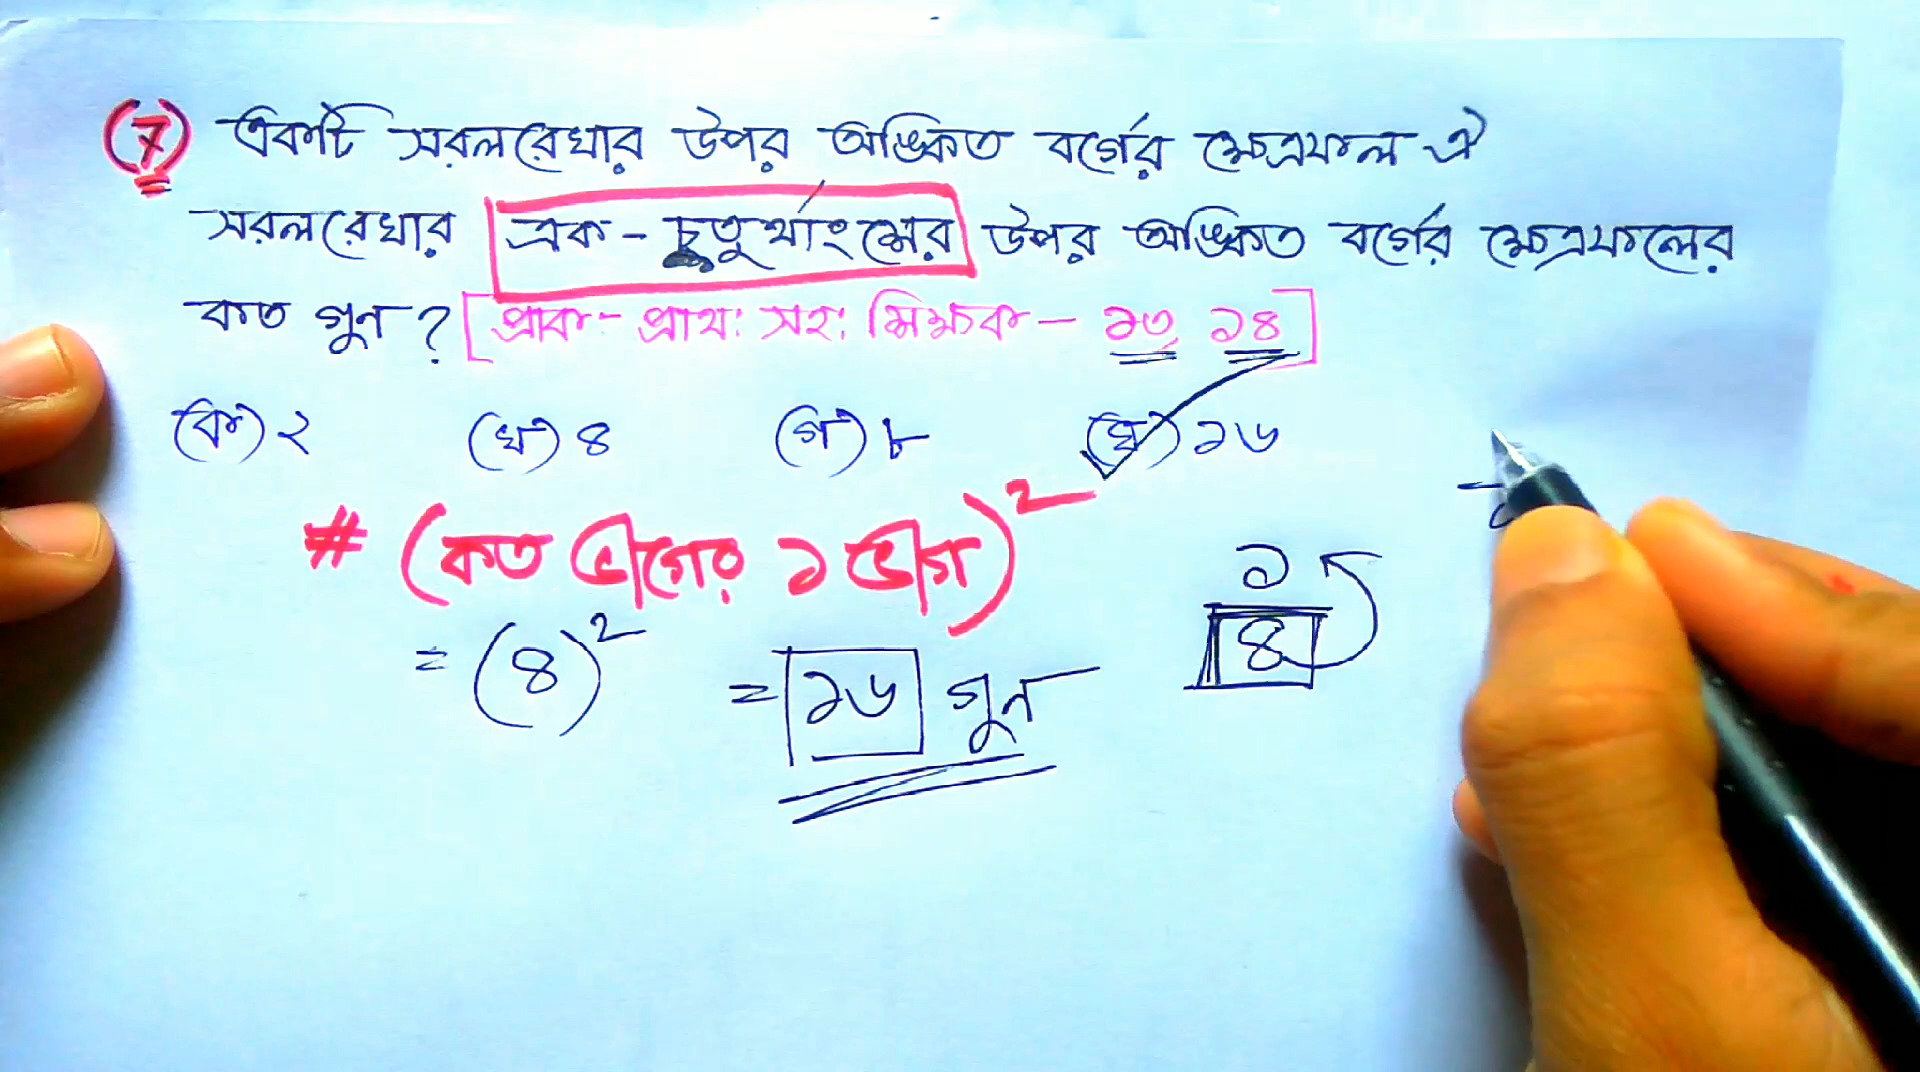 (7) একটি সরলরেখার উপর অঙ্কিত বর্গের ক্ষেত্রফল ঐ
সরলরেখার এক-চতুর্থাংশের উপর অঙ্কিত বর্গের ক্ষেত্রফলের
কত গুন? [প্রাক-প্রাথ: সহ: শিক্ষক - ১৩, ১৪]
(ক) ২ (খ) ৪ (গ) ৮ (ঘ) ১৬
# (কত ভাগের ১ ভাগ)²
= (৪)² = ১৬ গুন
১
৪